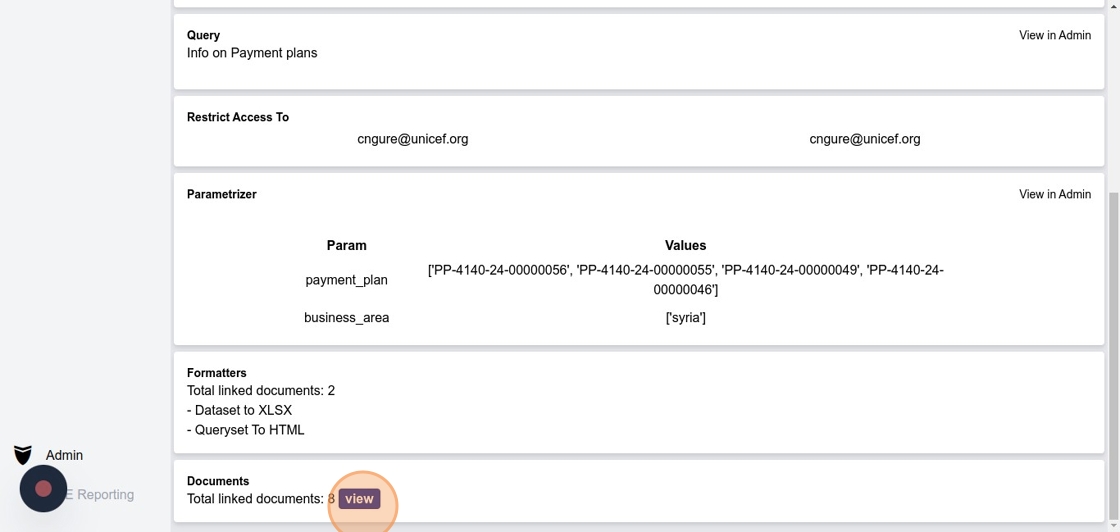 Query
View in Admin
Info on Payment plans
Restrict Access To
cngure@unicef.org
cngure@unicef.org
Parametrizer
View in Admin
Param
Values
payment_plan
['PP-4140-24-00000056', 'PP-4140-24-00000055', 'PP-4140-24-00000049', 'PP-4140-24-
00000046']
business_area
['syria']
Formatters
Total linked documents: 2
- Dataset to XLSX
- Queryset To HTML
Admin
E Reporting
Documents
Total linked documents: 8 view